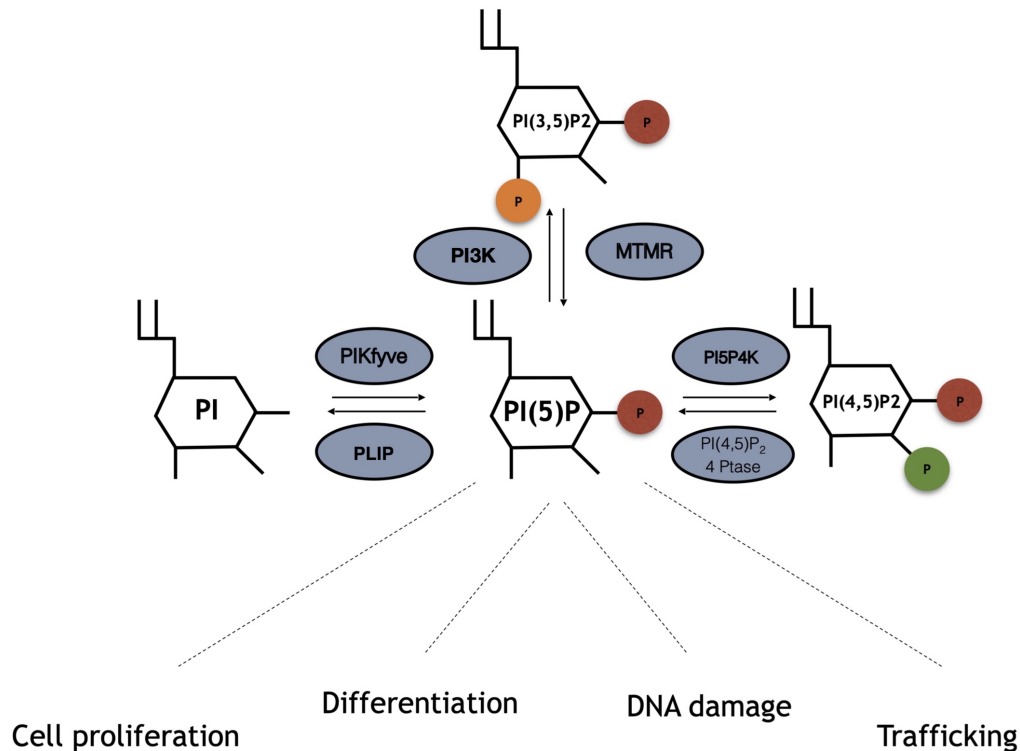 PI(3,5)P2
P
P
PI3K
MTMR
PIKfyve
PI5P4K
PI
PI(5)P
P
PI(4,5)P2
P
PLIP
PI(4,5)P₂
4 Ptase
P
Differentiation
DNA damage
Cell proliferation
Trafficking